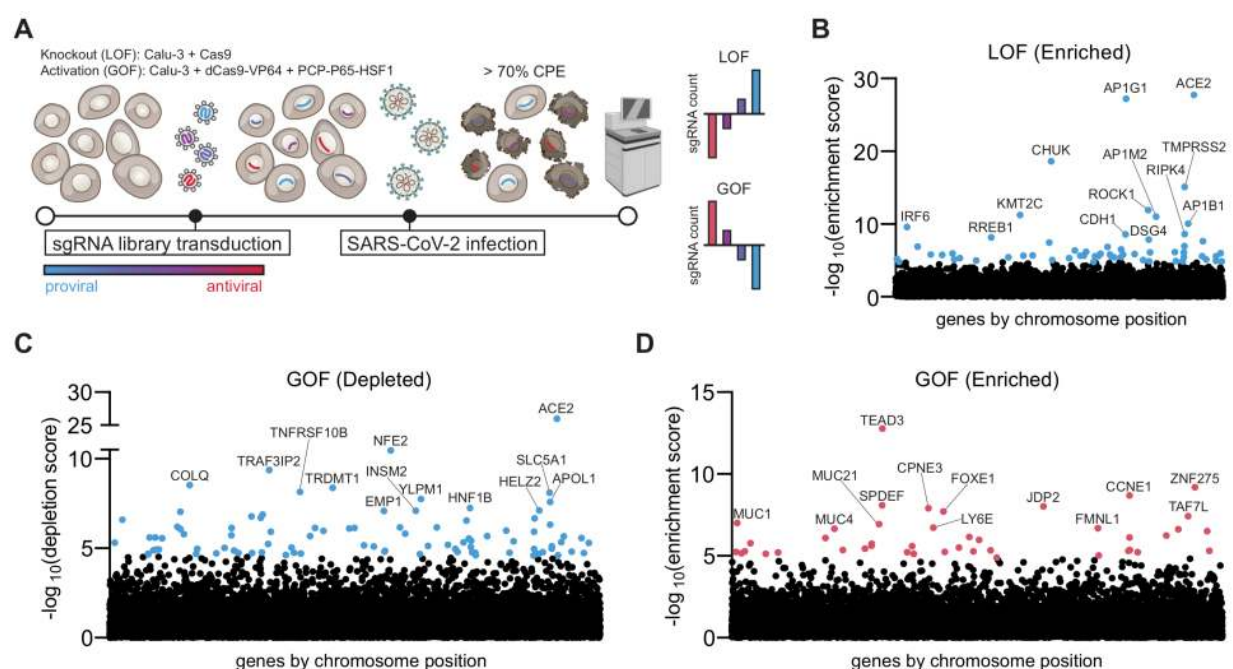 A
Knockout (LOF): Calu-3 + Cas9
Activation (GOF): Calu-3 + dCas9-VP64 + PCP-P65-HSF1
> 70% CPE
sgRNA library transduction
SARS-CoV-2 infection
proviral
antiviral
LOF
sgRNA count
GOF
sgRNA count
B
LOF (Enriched)
-log10(enrichment score)
30
20
10
0
AP1G1
ACE2
CHUK
TMPRSS2
AP1M2
RIPK4
ROCK1
KMT2C
AP1B1
CDH1
IRF6
RREB1
DSG4
genes by chromosome position
C
GOF (Depleted)
-log10(depletion score)
30
25
10
5
0
ACE2
TNFRSF10B
NFE2
TRAF3IP2
SLC5A1
COLQ
TRDMT1
INSM2
APOL1
YLPM1
HELZ2
EMP1
HNF1B
genes by chromosome position
D
GOF (Enriched)
-log10(enrichment score)
15
10
5
0
TEAD3
CPNE3
MUC21
FOXE1
ZNF275
SPDEF
JDP2
CCNE1
MUC1
MUC4
LY6E
FMNL1
TAF7L
genes by chromosome position